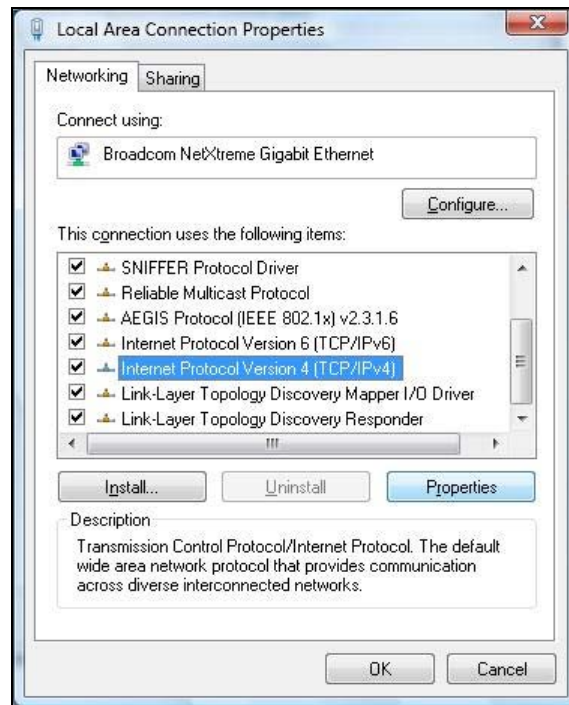 Local Area Connection Properties
Networking
Sharing
Connect using:
Broadcom NetXtreme Gigabit Ethernet
Configure...
This connection uses the following items:
SNIFFER Protocol Driver
Reliable Multicast Protocol
AEGIS Protocol (IEEE 802.1x) v2.3.1.6
Internet Protocol Version 6 (TCP/IPv6)
Internet Protocol Version 4 (TCP/IPv4)
Link-Layer Topology Discovery Mapper I/O Driver
Link-Layer Topology Discovery Responder
Install...
Uninstall
Properties
Description
Transmission Control Protocol/Internet Protocol. The default
wide area network protocol that provides communication
across diverse interconnected networks.
OK
Cancel